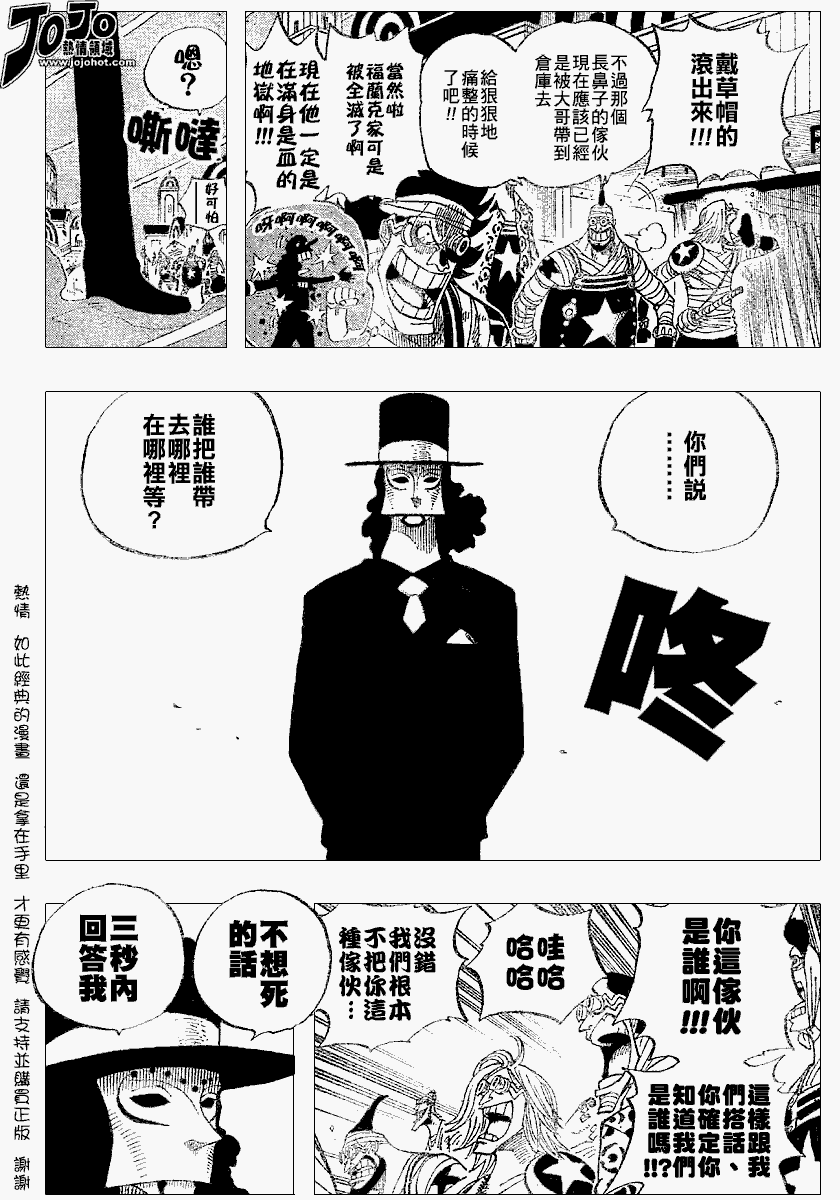 JOJO
熱情領域
www.jojohot.com
戴草帽的
滾出來!!!
不過那個
長鼻子的傢伙
現在應該已經
是被大哥帶到
倉庫去
給狠狠地
痛整的時候
了吧!!
當然啦
福蘭克家可是
被全滅了啊
現在他一定是
在滿身是血的
地獄啊!!!
呀啊啊啊啊啊
嗯?
嘶噠
好可怕
你們説
………
誰把誰帶
去哪裡
在哪裡等?
咚
你這傢伙
是誰啊!!!
這樣跟我
們搭話、
你確定你
知道我們
是誰嗎!!?
哇哈
哈哈
沒錯
我們根本
不把你這
種傢伙…
不想死
的話
三秒內
回答我
熱情 如此經典的漫畫 還是拿在手里 才更有感覺 請支持並購買正版 謝謝